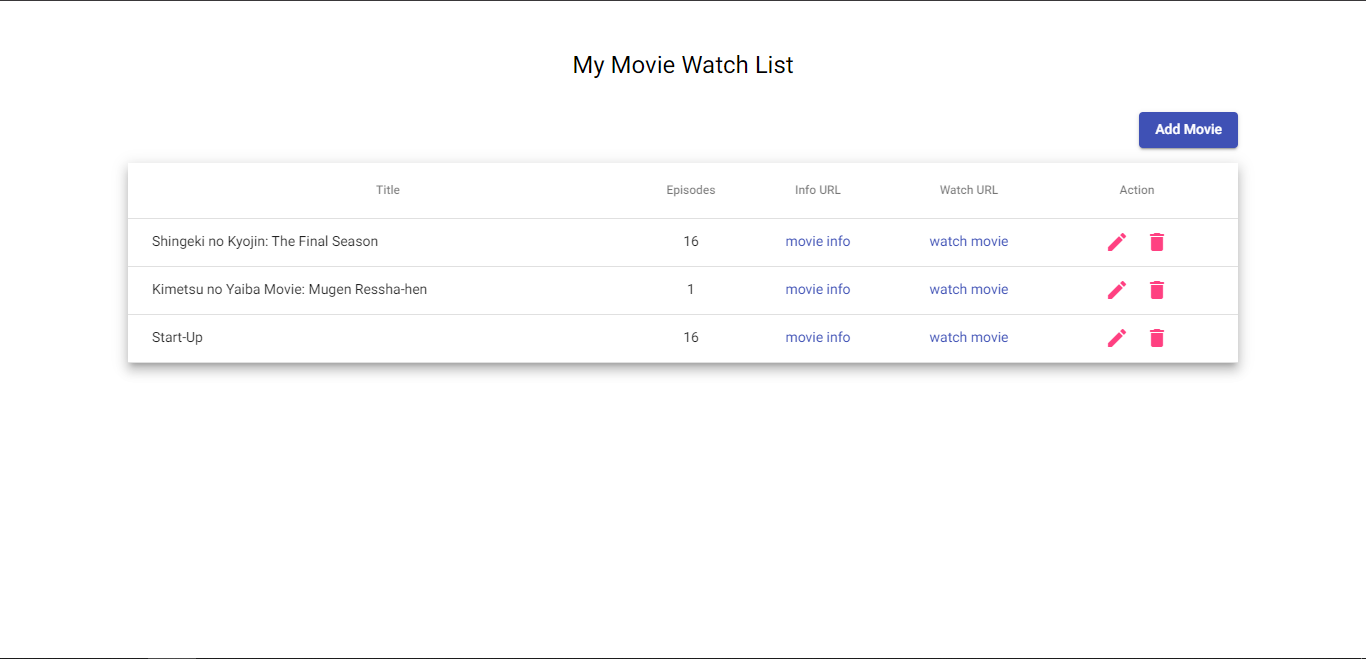 My Movie Watch List
Add Movie
Title Episodes Info URL Watch URL Action
Shingeki no Kyojin: The Final Season 16 movie info watch movie
Kimetsu no Yaiba Movie: Mugen Ressha-hen 1 movie info watch movie
Start-Up 16 movie info watch movie